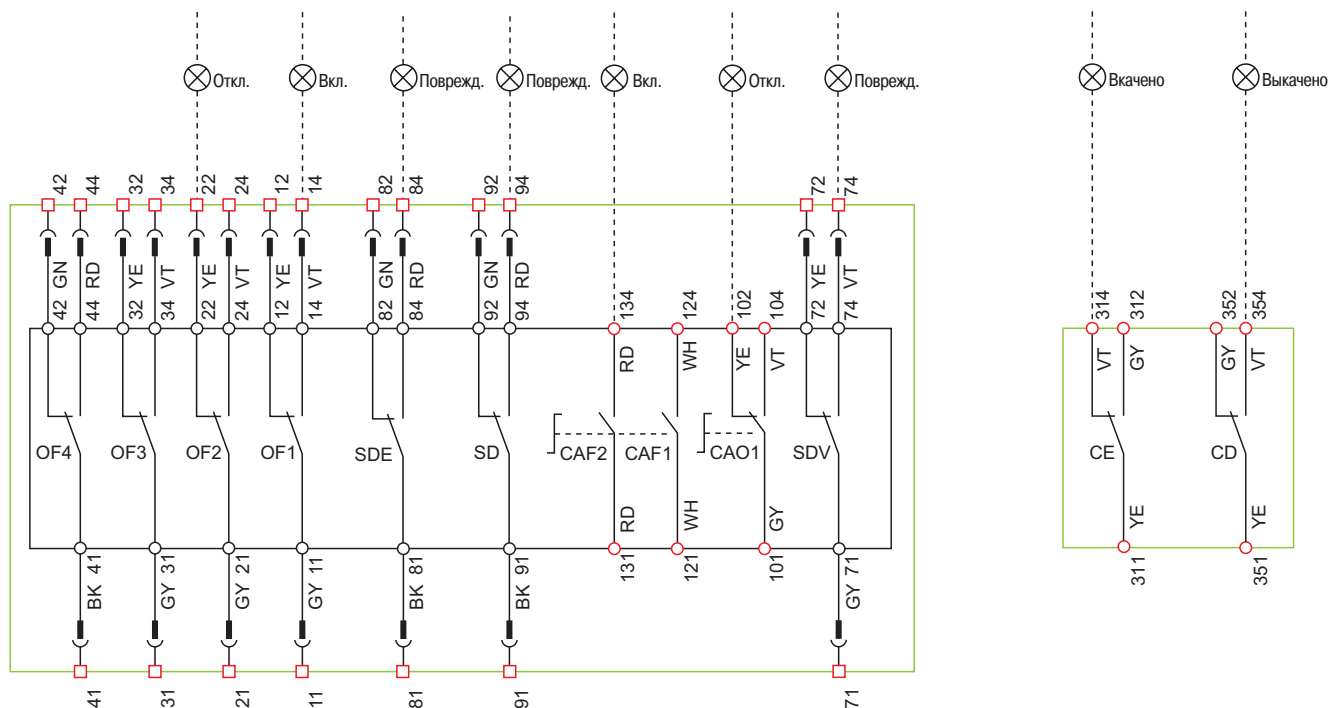 Откл. Вкл. Поврежд. Поврежд. Вкл. Откл. Поврежд. Вкачено Выкачено
42 44 32 34 22 24 12 14 82 84 92 94 72 74
GN RD YE VT YE VT YE VT GN RD GN RD YE VT
42 44 32 34 22 24 12 14 82 84 92 94 134 124 102 104 72 74 314 312 352 354
RD WH YE VT VT GY GY VT
OF4 OF3 OF2 OF1 SDE SD CAF2 CAF1 CAO1 SDV CE CD
RD WH GY YE YE
41 31 21 11 81 91 131 121 101 71 311 351
BK GY GY GY BK BK GY
41 31 21 11 81 91 71